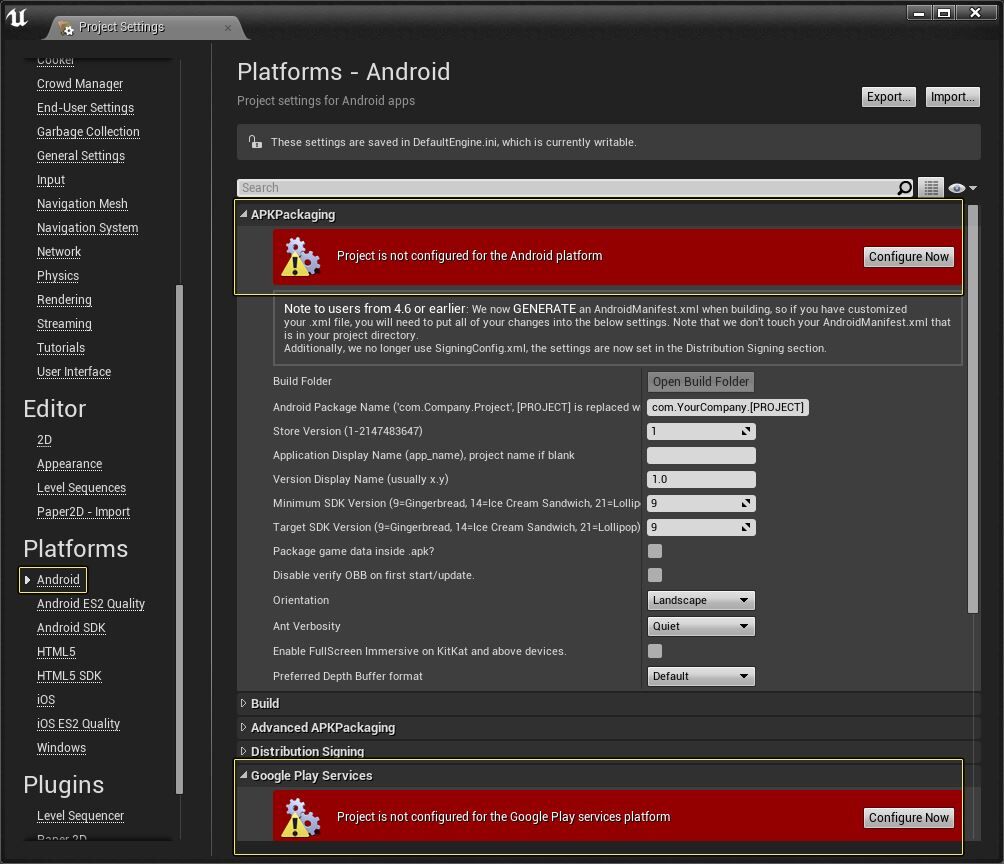 Project Settings
Cooker
Crowd Manager
End-User Settings
Garbage Collection
General Settings
Input
Navigation Mesh
Navigation System
Network
Physics
Rendering
Streaming
Tutorials
User Interface
Editor
2D
Appearance
Level Sequences
Paper2D - Import
Platforms
Android
Android ES2 Quality
Android SDK
HTML5
HTML5 SDK
iOS
iOS ES2 Quality
Windows
Plugins
Level Sequencer
Paper 2D
Platforms - Android
Project settings for Android apps
Export...
Import...
These settings are saved in DefaultEngine.ini, which is currently writable.
Search
APKPackaging
Project is not configured for the Android platform
Configure Now
Note to users from 4.6 or earlier: We now GENERATE an AndroidManifest.xml when building, so if you have customized
your .xml file, you will need to put all of your changes into the below settings. Note that we don't touch your AndroidManifest.xml that
is in your project directory.
Additionally, we no longer use SigningConfig.xml, the settings are now set in the Distribution Signing section.
Build Folder
Open Build Folder
Android Package Name ('com.Company.Project', [PROJECT] is replaced w
com.YourCompany.[PROJECT]
Store Version (1-2147483647)
1
Application Display Name (app_name), project name if blank
Version Display Name (usually x.y)
1.0
Minimum SDK Version (9=Gingerbread, 14=Ice Cream Sandwich, 21=Lollip
9
Target SDK Version (9=Gingerbread, 14=Ice Cream Sandwich, 21=Lollipop)
9
Package game data inside .apk?
Disable verify OBB on first start/update.
Orientation
Landscape
Ant Verbosity
Quiet
Enable FullScreen Immersive on KitKat and above devices.
Preferred Depth Buffer format
Default
Build
Advanced APKPackaging
Distribution Signing
Google Play Services
Project is not configured for the Google Play services platform
Configure Now